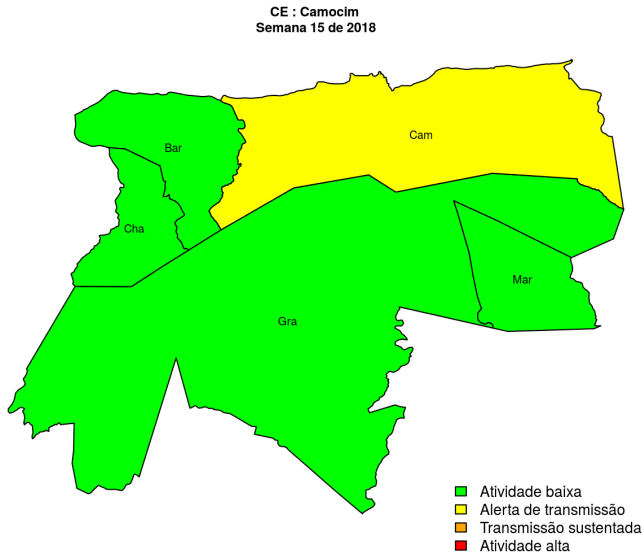 CE : Camocim
Semana 15 de 2018
Cam
Bar
Cha
Mar
Gra
Atividade baixa
Alerta de transmissão
Transmissão sustentada
Atividade alta